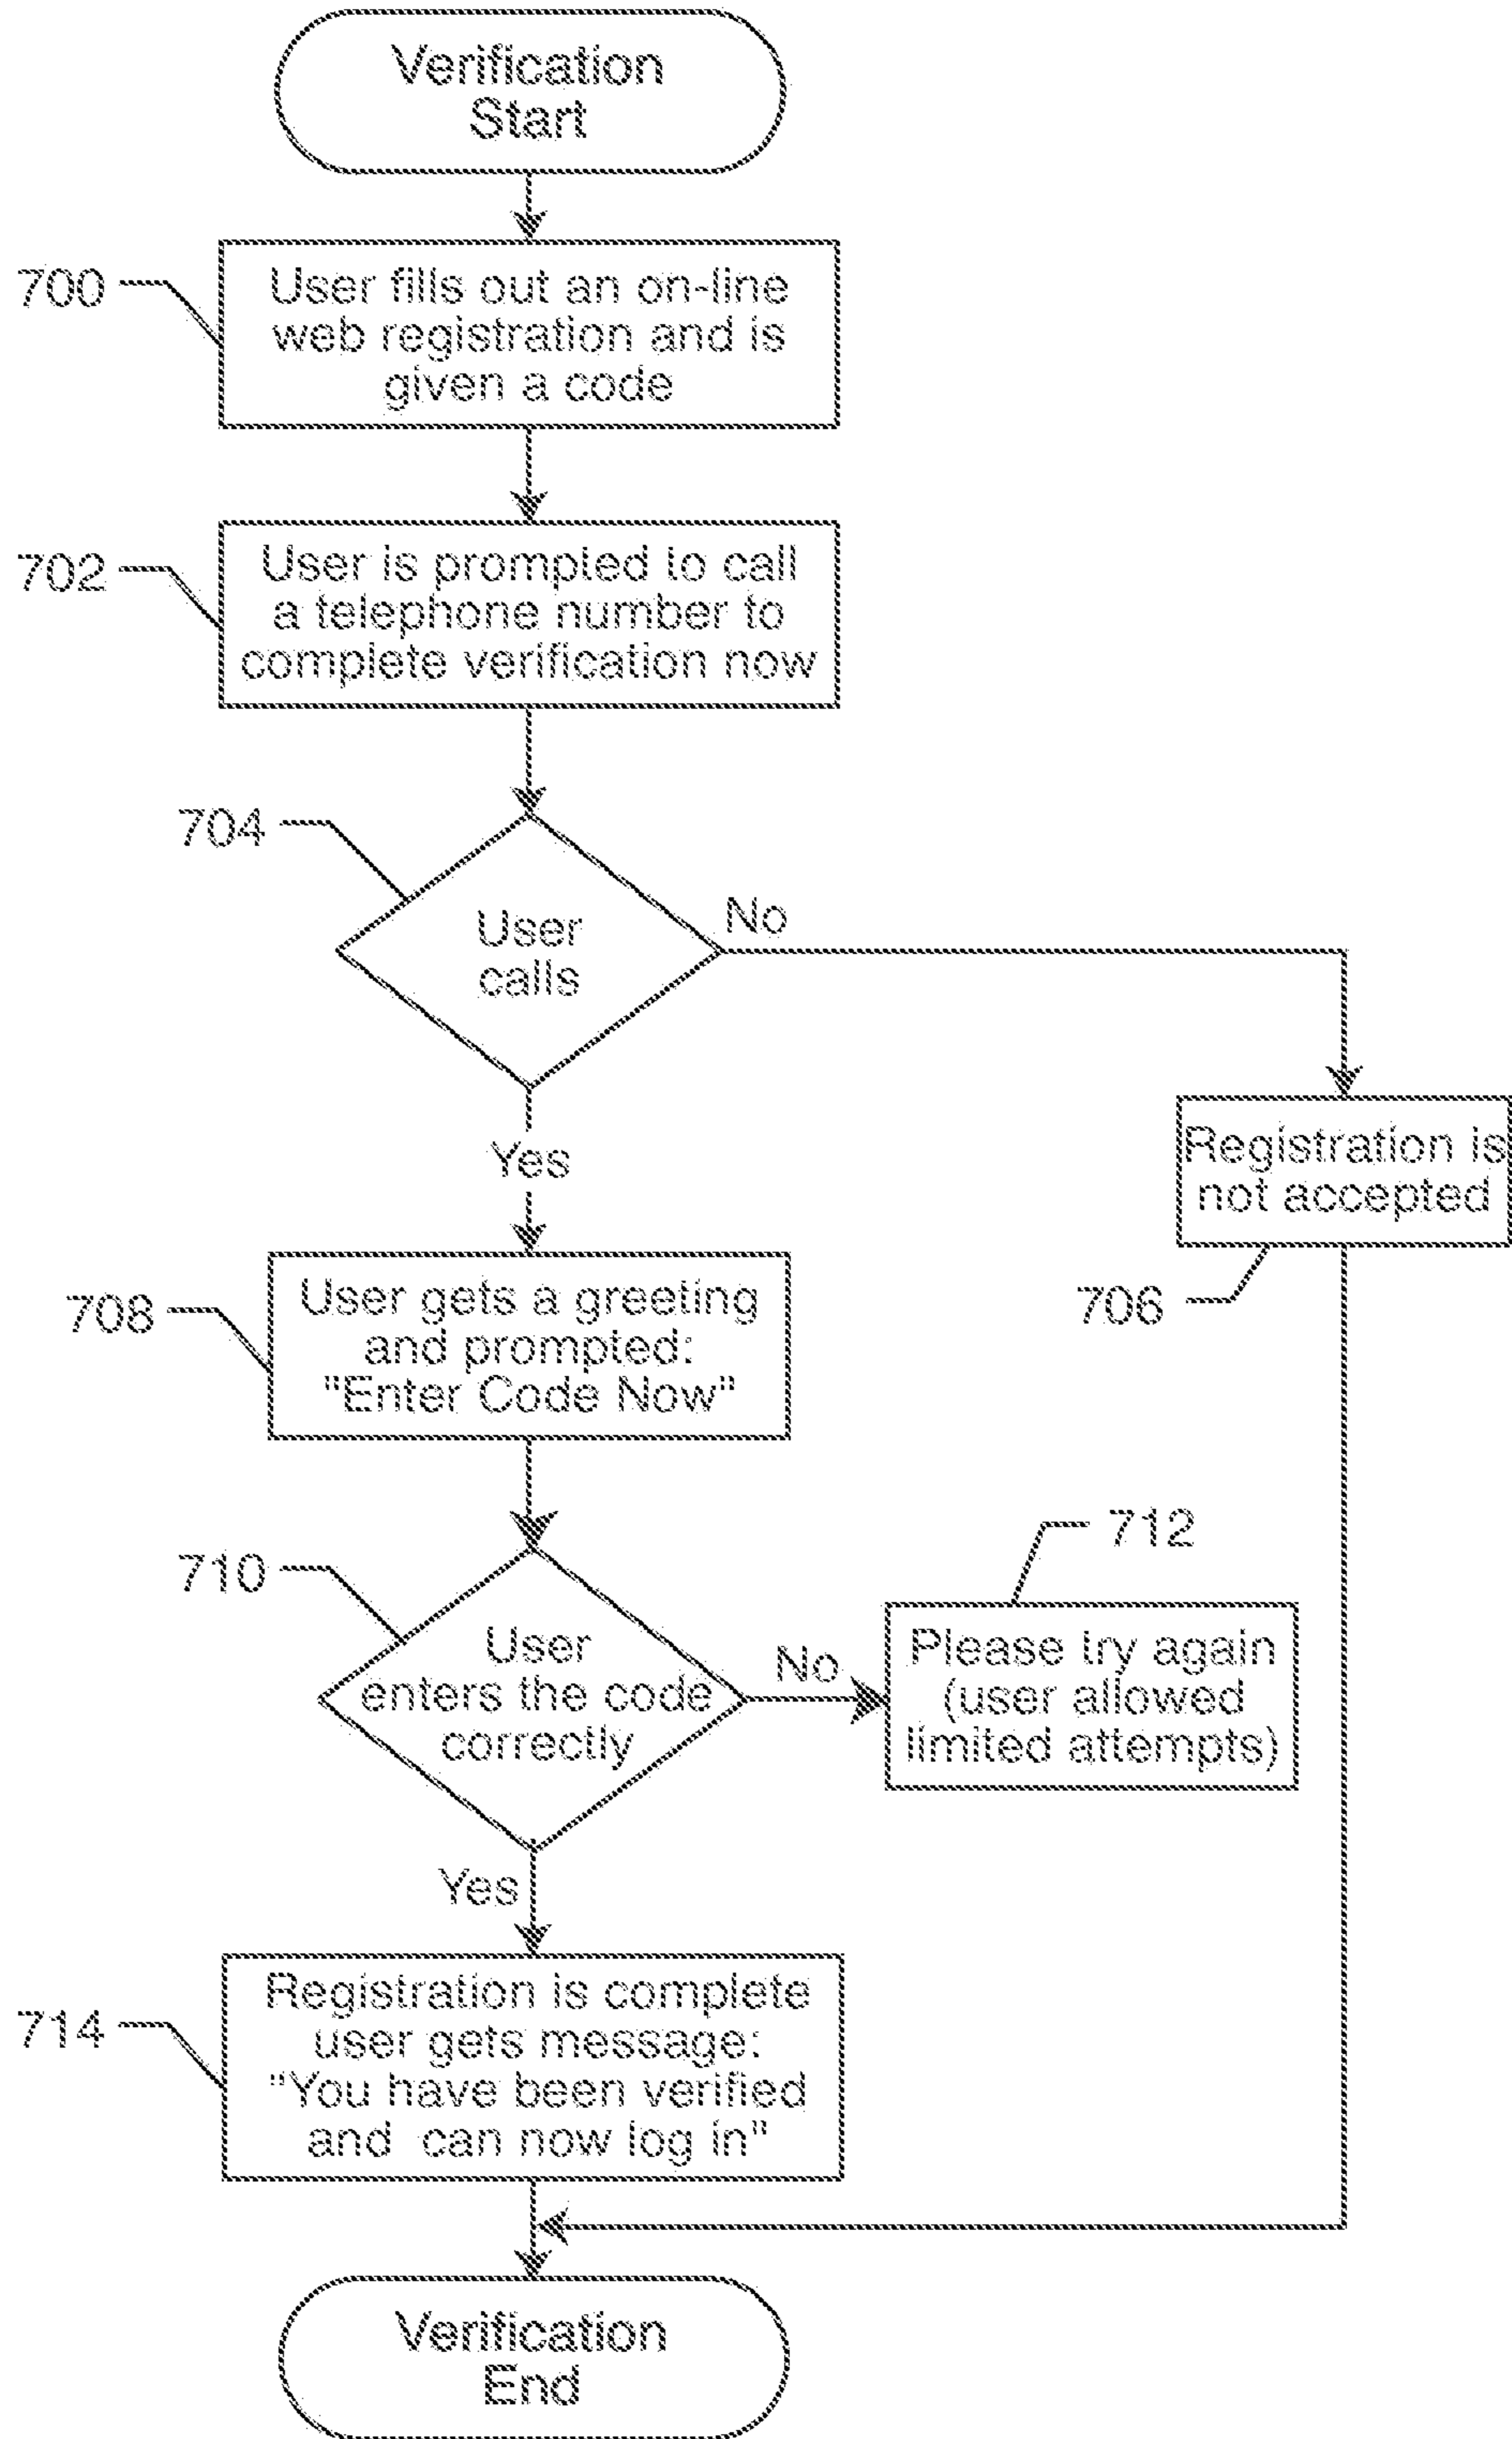 Verification
Start
700
User fills out an on-line
web registration and is
given a code
702
User is prompted to call
a telephone number to
complete verification now
704
User
calls
No
Yes
Registration is
not accepted
706
708
User gets a greeting
and prompted:
"Enter Code Now"
710
User
enters the code
correctly
No
712
Please try again
(user allowed
limited attempts)
Yes
714
Registration is complete
user gets message:
"You have been verified
and can now log in"
Verification
End